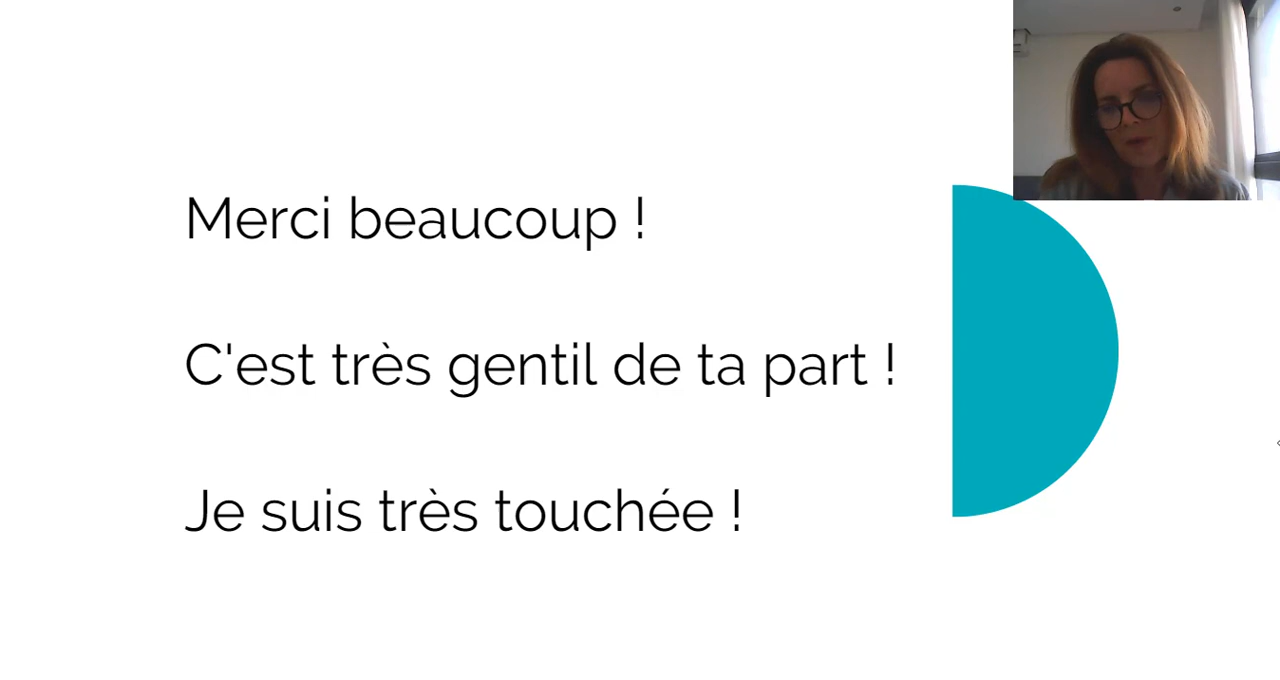 Merci beaucoup !
C'est très gentil de ta part !
Je suis très touchée !